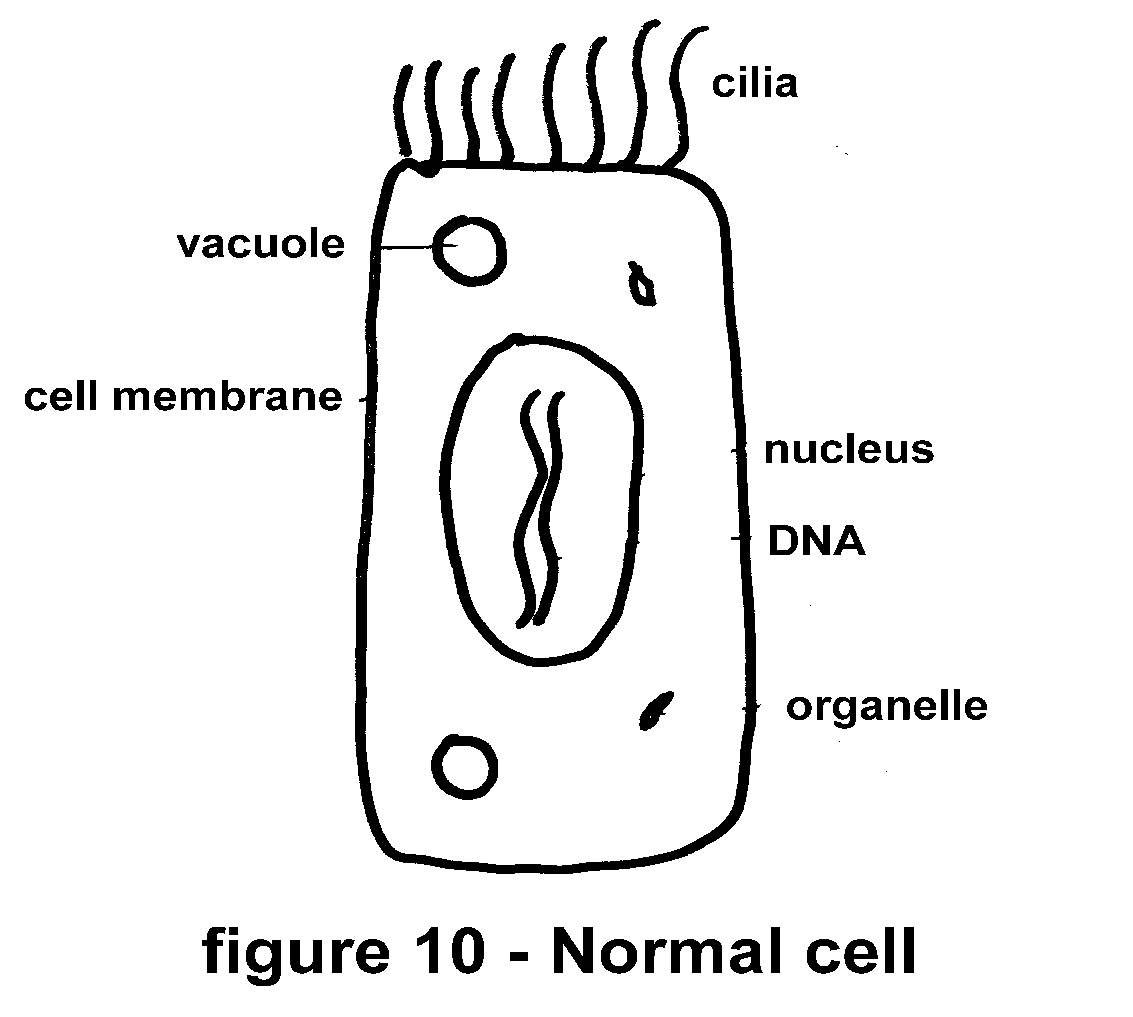 cilia
vacuole
cell membrane
nucleus
DNA
organelle
figure 10 - Normal cell